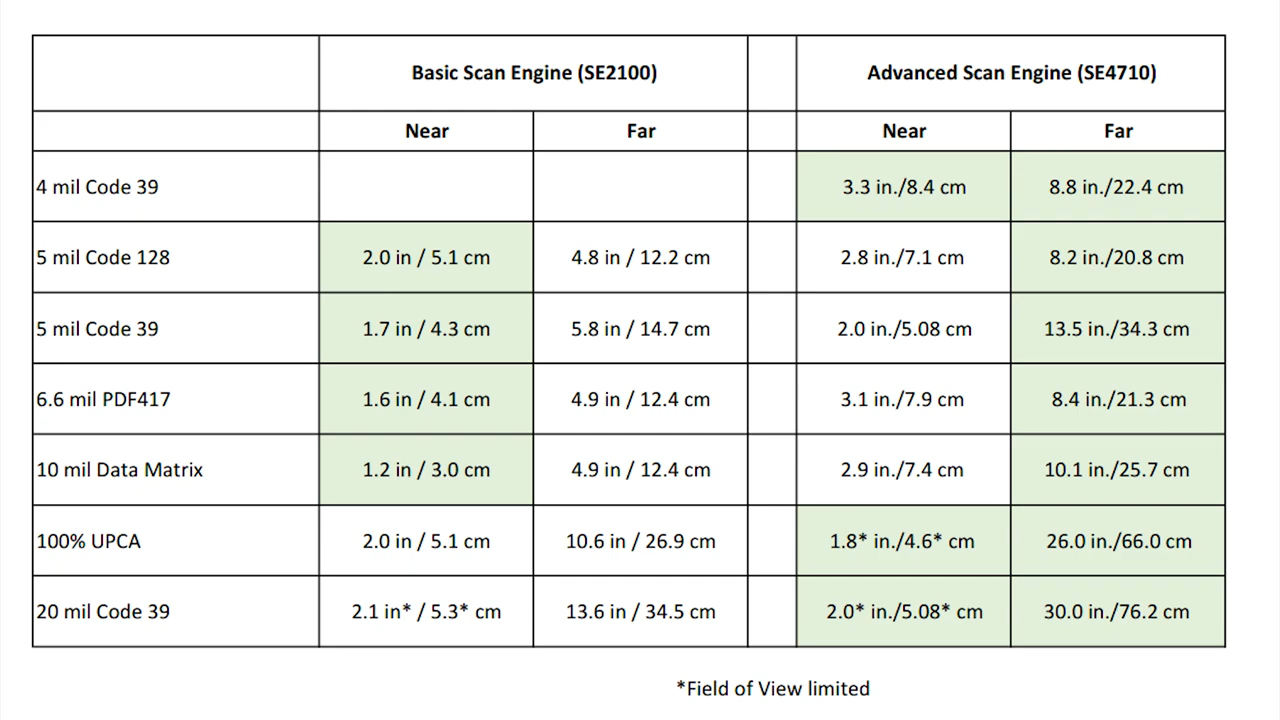 Basic Scan Engine (SE2100) Advanced Scan Engine (SE4710)
Near Far Near Far
4 mil Code 39 3.3 in./8.4 cm 8.8 in./22.4 cm
5 mil Code 128 2.0 in / 5.1 cm 4.8 in / 12.2 cm 2.8 in./7.1 cm 8.2 in./20.8 cm
5 mil Code 39 1.7 in / 4.3 cm 5.8 in / 14.7 cm 2.0 in./5.08 cm 13.5 in./34.3 cm
6.6 mil PDF417 1.6 in / 4.1 cm 4.9 in / 12.4 cm 3.1 in./7.9 cm 8.4 in./21.3 cm
10 mil Data Matrix 1.2 in / 3.0 cm 4.9 in / 12.4 cm 2.9 in./7.4 cm 10.1 in./25.7 cm
100% UPCA 2.0 in / 5.1 cm 10.6 in / 26.9 cm 1.8* in./4.6* cm 26.0 in./66.0 cm
20 mil Code 39 2.1 in* / 5.3* cm 13.6 in / 34.5 cm 2.0* in./5.08* cm 30.0 in./76.2 cm
*Field of View limited